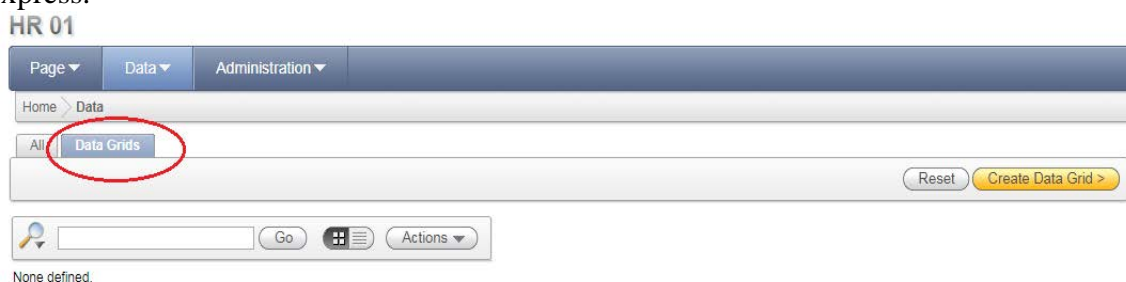 xpress.
HR 01
Page Data Administration
Home Data
All Data Grids
Reset Create Data Grid >
Go Actions
None defined.